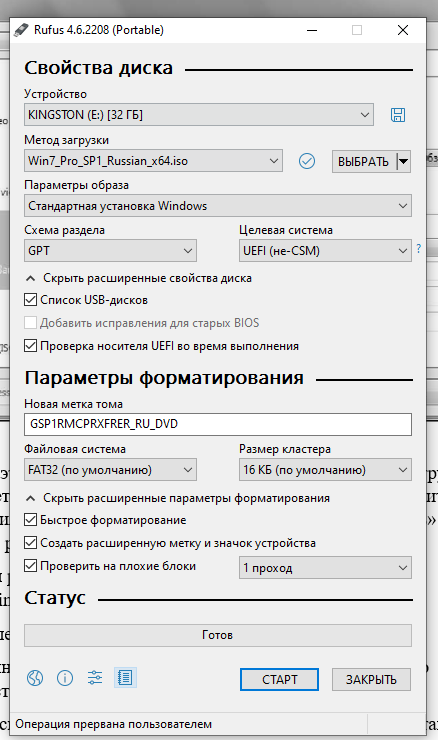 Rufus 4.6.2208 (Portable)
Свойства диска
Устройство
KINGSTON (E:) [32 ГБ]
Метод загрузки
Win7_Pro_SP1_Russian_x64.iso
ВЫБРАТЬ
Параметры образа
Стандартная установка Windows
Схема раздела
Целевая система
GPT
UEFI (не-CSM)
?
Скрыть расширенные свойства диска
Список USB-дисков
Добавить исправления для старых BIOS
Проверка носителя UEFI во время выполнения
Параметры форматирования
Новая метка тома
GSP1RMCPRXFRER_RU_DVD
Файловая система
Размер кластера
FAT32 (по умолчанию)
16 КБ (по умолчанию)
Скрыть расширенные параметры форматирования
Быстрое форматирование
Создать расширенную метку и значок устройства
Проверить на плохие блоки
1 проход
Статус
Готов
СТАРТ
ЗАКРЫТЬ
Операция прервана пользователем